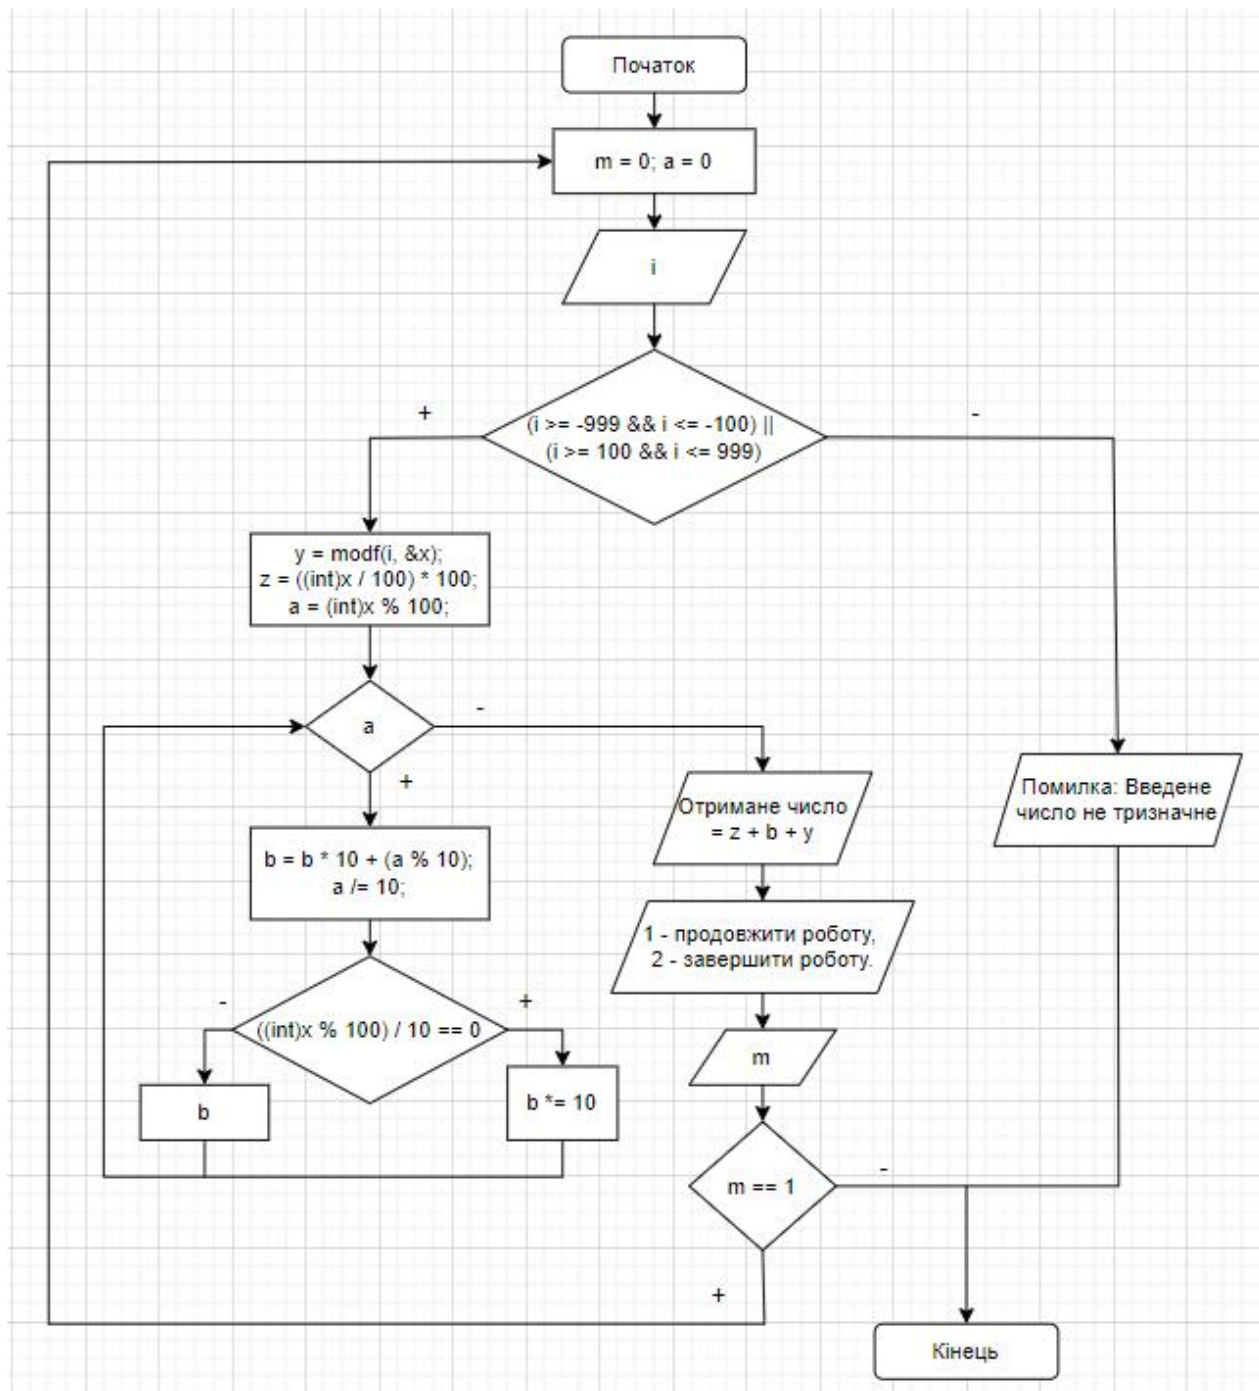 Початок
m = 0; a = 0
i
(i >= -999 && i <= -100) ||
(i >= 100 && i <= 999)
+
-
y = modf(i, &x);
z = ((int)x / 100) * 100;
a = (int)x % 100;
a
-
+
b = b * 10 + (a % 10);
a /= 10;
((int)x % 100) / 10 == 0
-
+
b
b *= 10
Отримане число
= z + b + y
1 - продовжити роботу,
2 - завершити роботу.
m
m == 1
-
+
Помилка: Введене
число не тризначне
Кінець